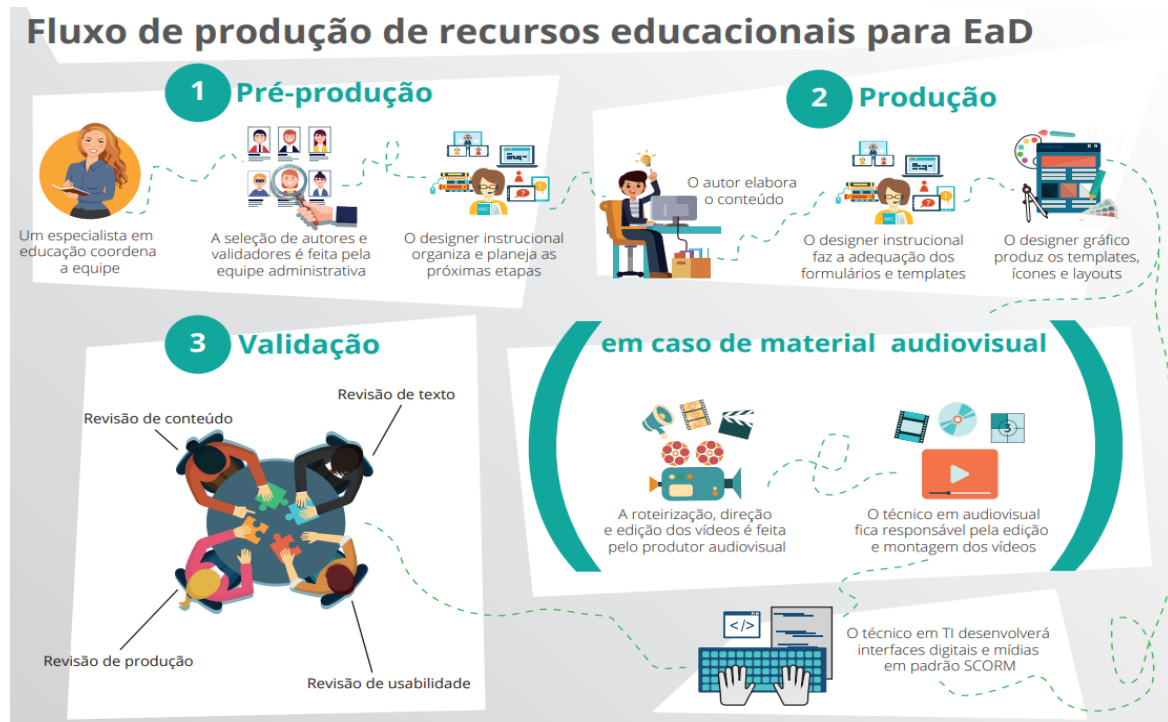 Fluxo de produção de recursos educacionais para EaD
1 Pré-produção
Um especialista em
educação coordena
a equipe
A seleção de autores e
validadores é feita pela
equipe administrativa
O designer instrucional
organiza e planeja as
próximas etapas
2 Produção
O autor elabora
o conteúdo
O designer instrucional
faz a adequação dos
formulários e templates
O designer gráfico
produz os templates,
ícones e layouts
em caso de material audiovisual
A roteirização, direção
e edição dos vídeos é feita
pelo produtor audiovisual
3
O técnico em audiovisual
fica responsável pela edição
e montagem dos vídeos
</>
O técnico em TI desenvolverá
interfaces digitais e mídias
em padrão SCORM
3 Validação
Revisão de conteúdo
Revisão de texto
Revisão de produção
Revisão de usabilidade